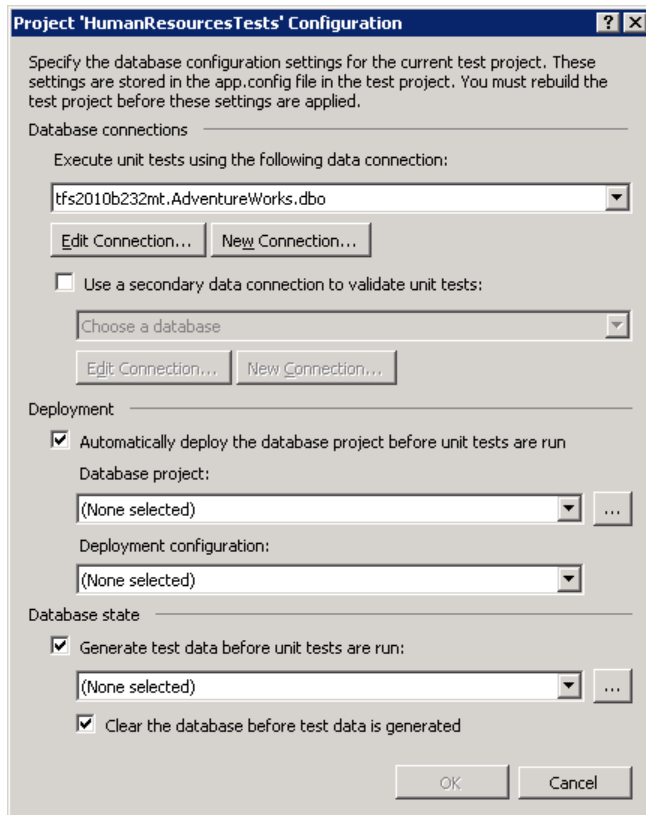 Project 'HumanResourcesTests' Configuration
Specify the database configuration settings for the current test project. These
settings are stored in the app.config file in the test project. You must rebuild the
test project before these settings are applied.
Database connections
Execute unit tests using the following data connection:
tfs2010b232mt.AdventureWorks.dbo
Edit Connection... New Connection...
Use a secondary data connection to validate unit tests:
Choose a database
Edit Connection... New Connection...
Deployment
Automatically deploy the database project before unit tests are run
Database project:
(None selected) ...
Deployment configuration:
(None selected)
Database state
Generate test data before unit tests are run:
(None selected) ...
Clear the database before test data is generated
OK Cancel